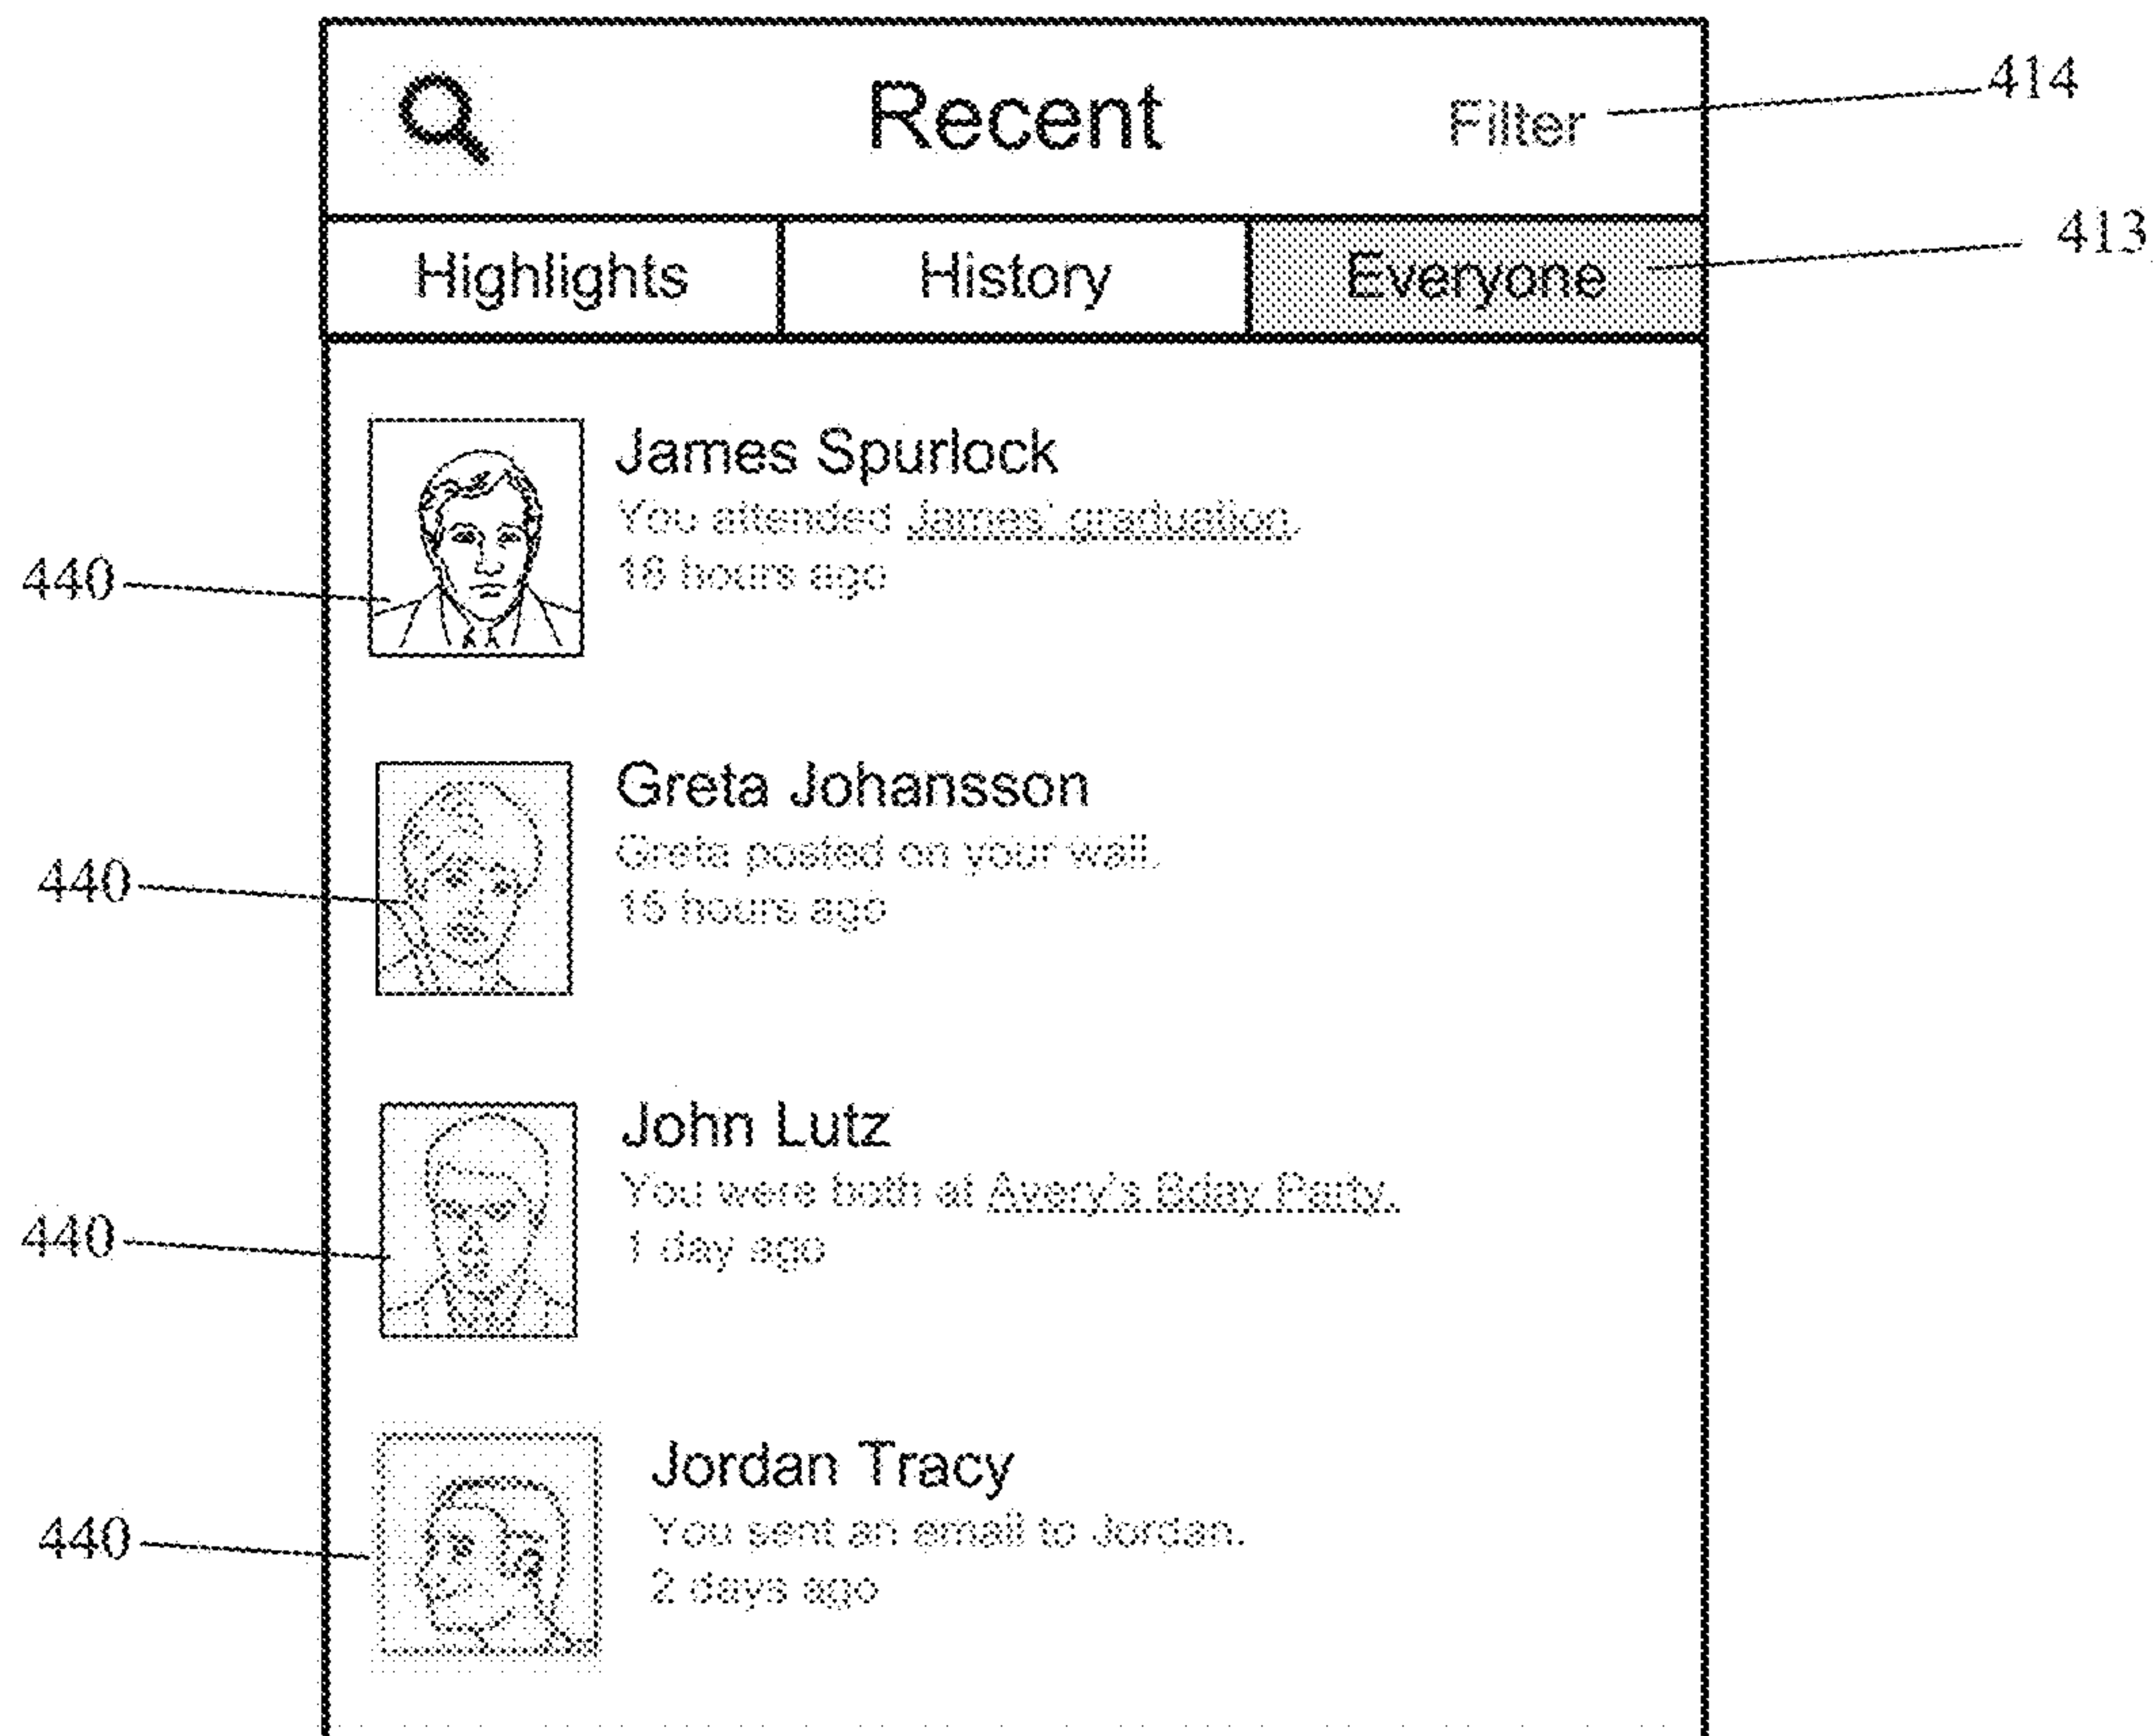 Recent
Filter
414
Highlights
History
Everyone
413
James Spurlock
You attended James' graduation.
440
hours ago
Greta Johansson
Greta posted on your wall.
440
hours ago
John Lutz
You were both at Avery's Bday Party.
440
1 day ago
Jordan Tracy
You sent an email to Jordan.
440
2 days ago